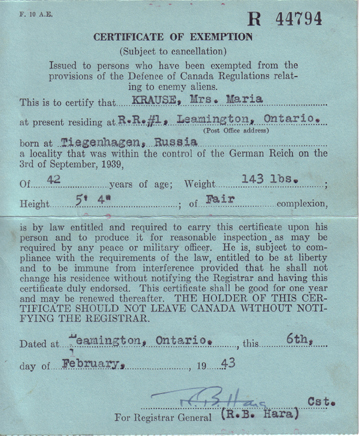 F. 16 A.E.
R 44794
CERTIFICATE OF EXEMPTION
(Subject to cancellation)
Issued to persons who have been exempted from the
provisions of the Defence of Canada Regulations relat-
ing to enemy aliens.
This is to certify that KRAUSE, Mrs. Maria
at present residing at R.R.#1, Leamington, Ontario.
(Post Office address)
born at Tiegenhagen, Russia
a locality that was within the control of the German Reich on the
3rd of September, 1939,
Of 42 years of age; Weight 143 lbs. ;
Height 5' 4" ; of Fair complexion,
is by law entitled and required to carry this certificate upon his
person and to produce it for reasonable inspection, as may be
required by any peace or military officer. He is, subject to com-
pliance with the requirements of the law, entitled to be at liberty
and to be immune from interference provided that he shall not
change his residence without notifying the Registrar and having this
certificate duly endorsed. This certificate shall be good for one year
and may be renewed thereafter. THE HOLDER OF THIS CER-
TIFICATE SHOULD NOT LEAVE CANADA WITHOUT NOTI-
FYING THE REGISTRAR.
Dated at Leamington, Ontario. , this 6th,
day of February, 1943
R B Hara Cst.
For Registrar General (R.B. Hara)